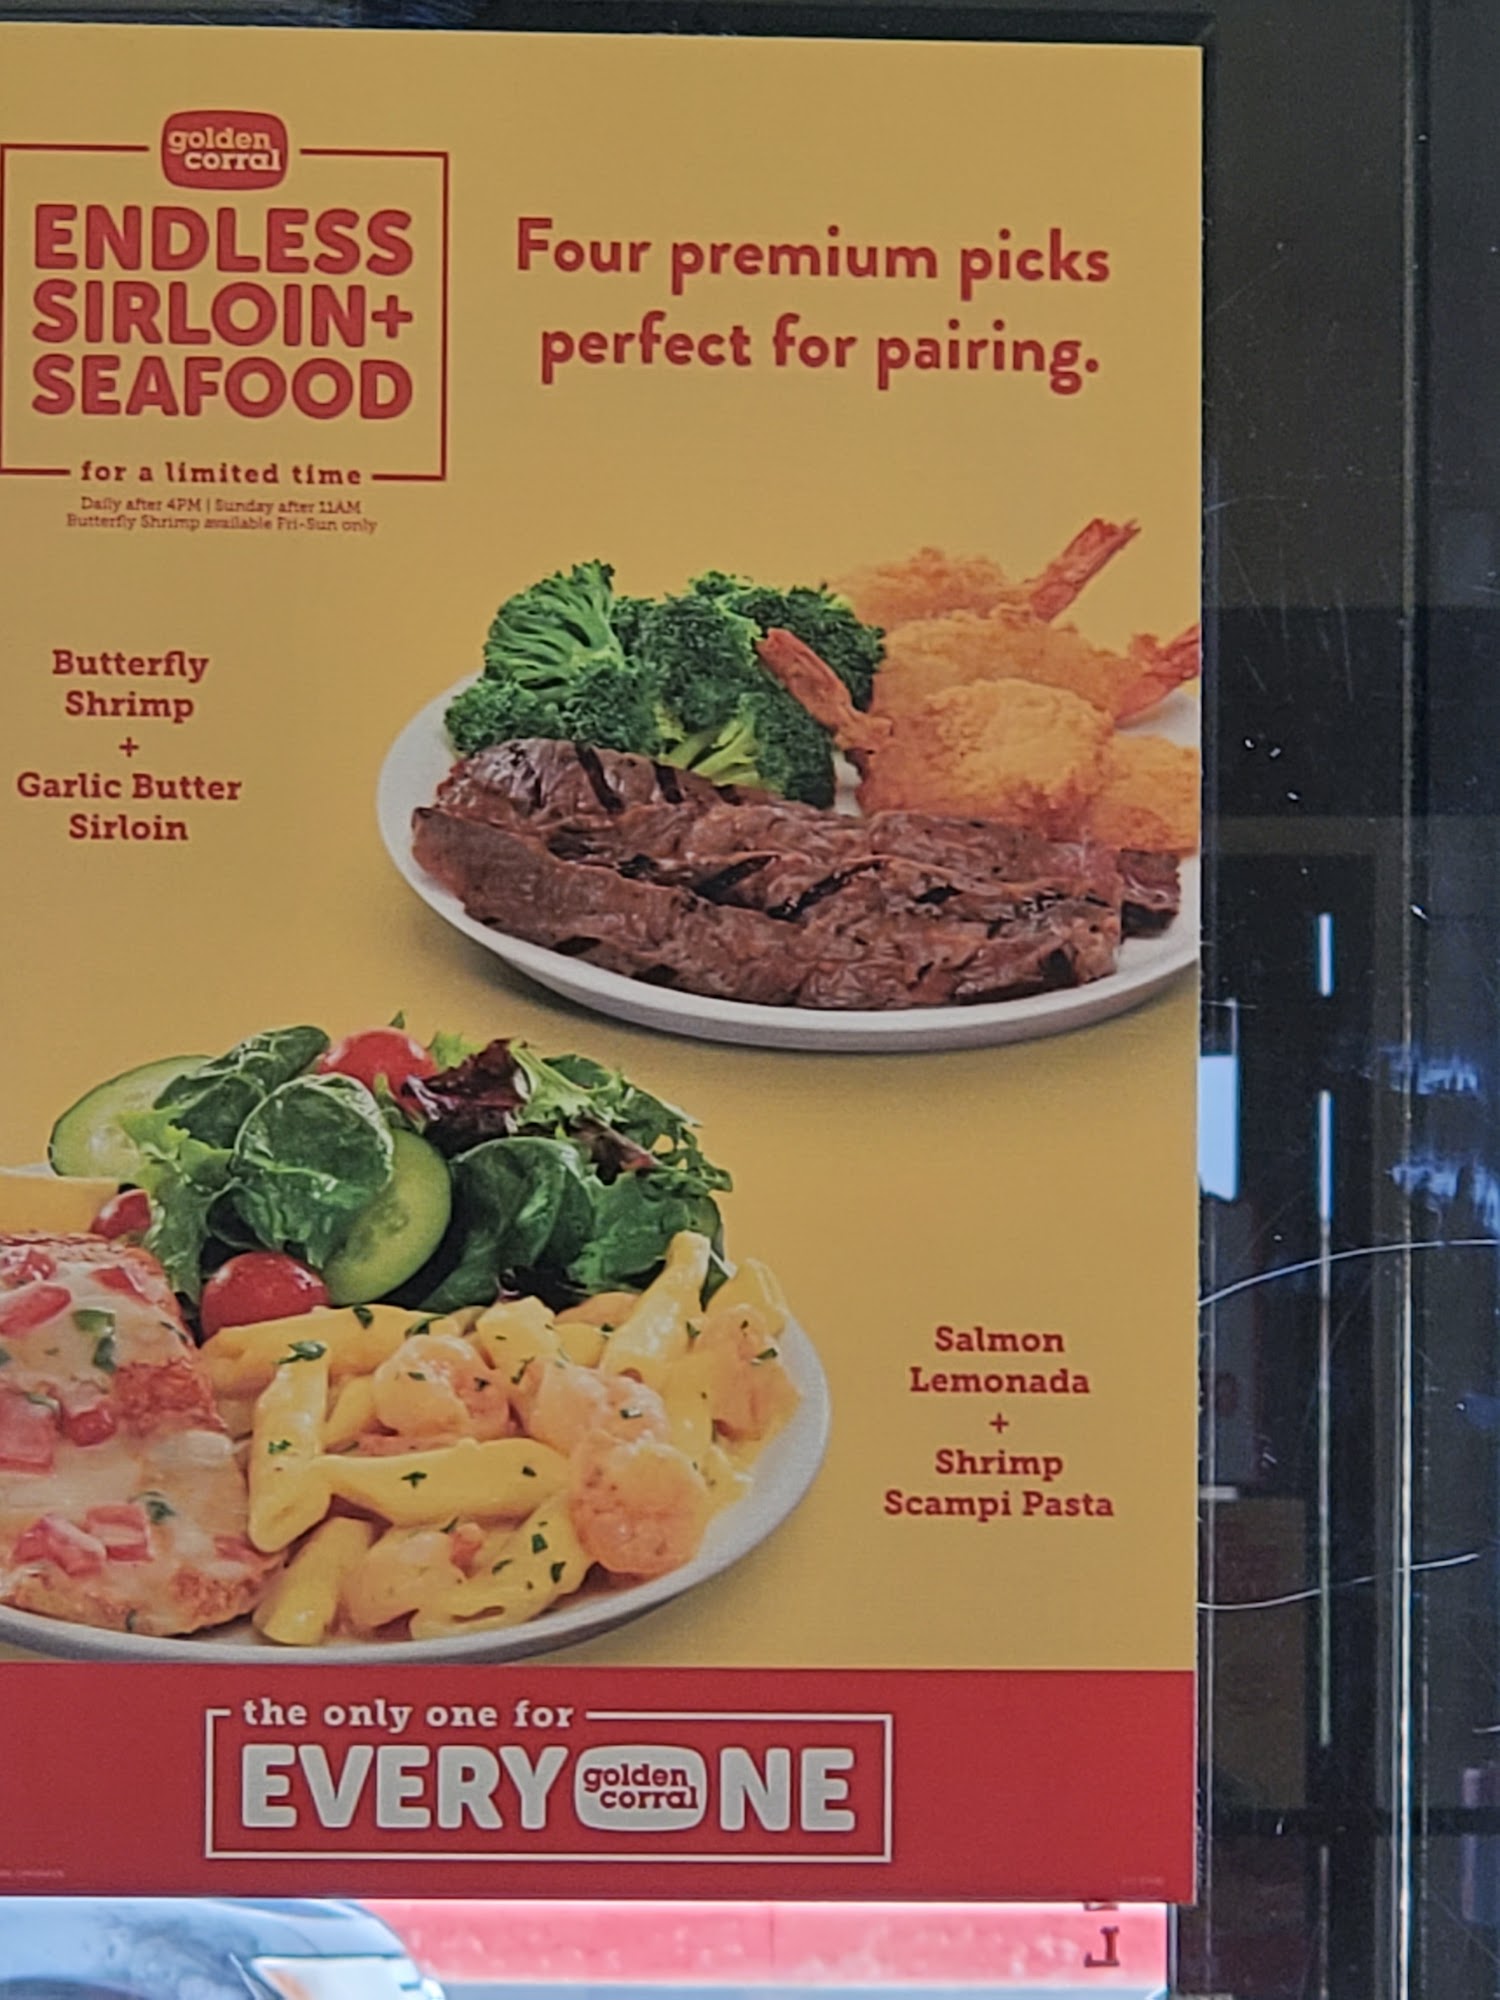 golden
corral
ENDLESS
SIRLOIN+
SEAFOOD
for a limited time
Daily after 4PM | Sunday after 11AM
Butterfly Shrimp available Fri-Sun only
Four premium picks
perfect for pairing.
Butterfly
Shrimp
+
Garlic Butter
Sirloin
Salmon
Lemonada
+
Shrimp
Scampi Pasta
the only one for
EVERY golden corral NE